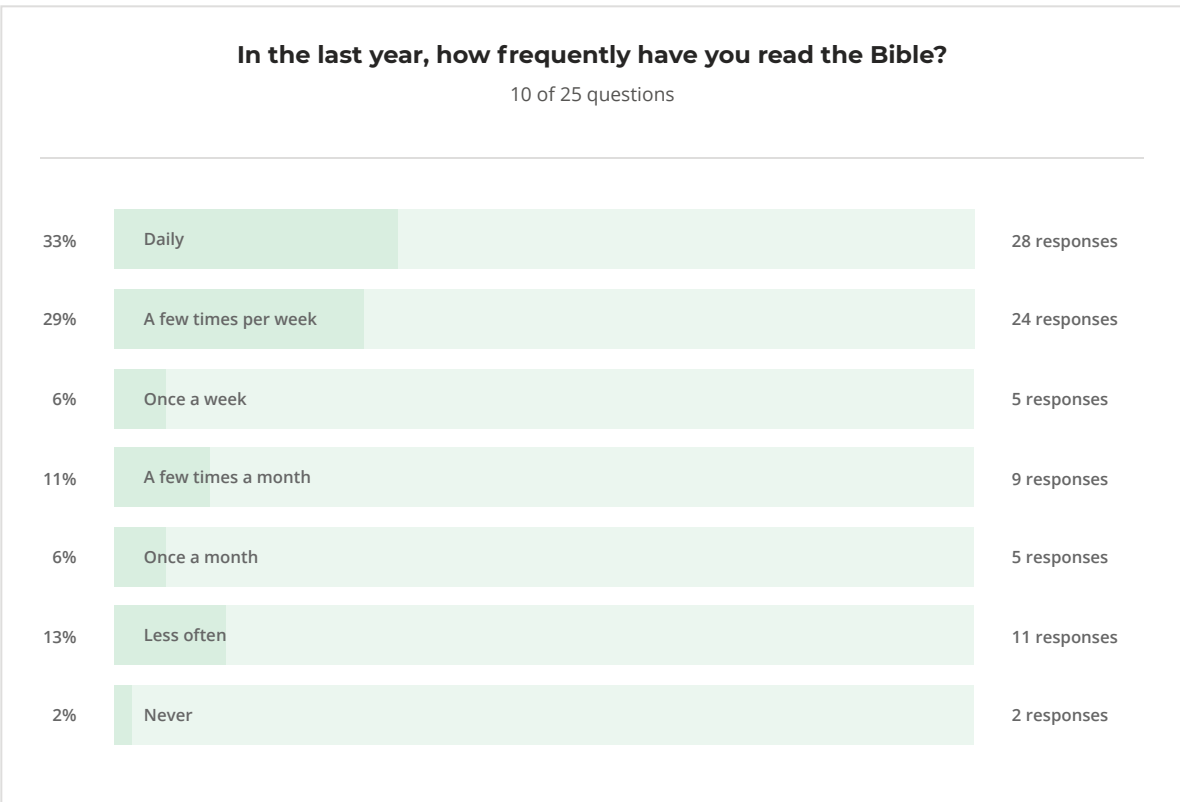 In the last year, how frequently have you read the Bible?
10 of 25 questions
33% Daily 28 responses
29% A few times per week 24 responses
6% Once a week 5 responses
11% A few times a month 9 responses
6% Once a month 5 responses
13% Less often 11 responses
2% Never 2 responses